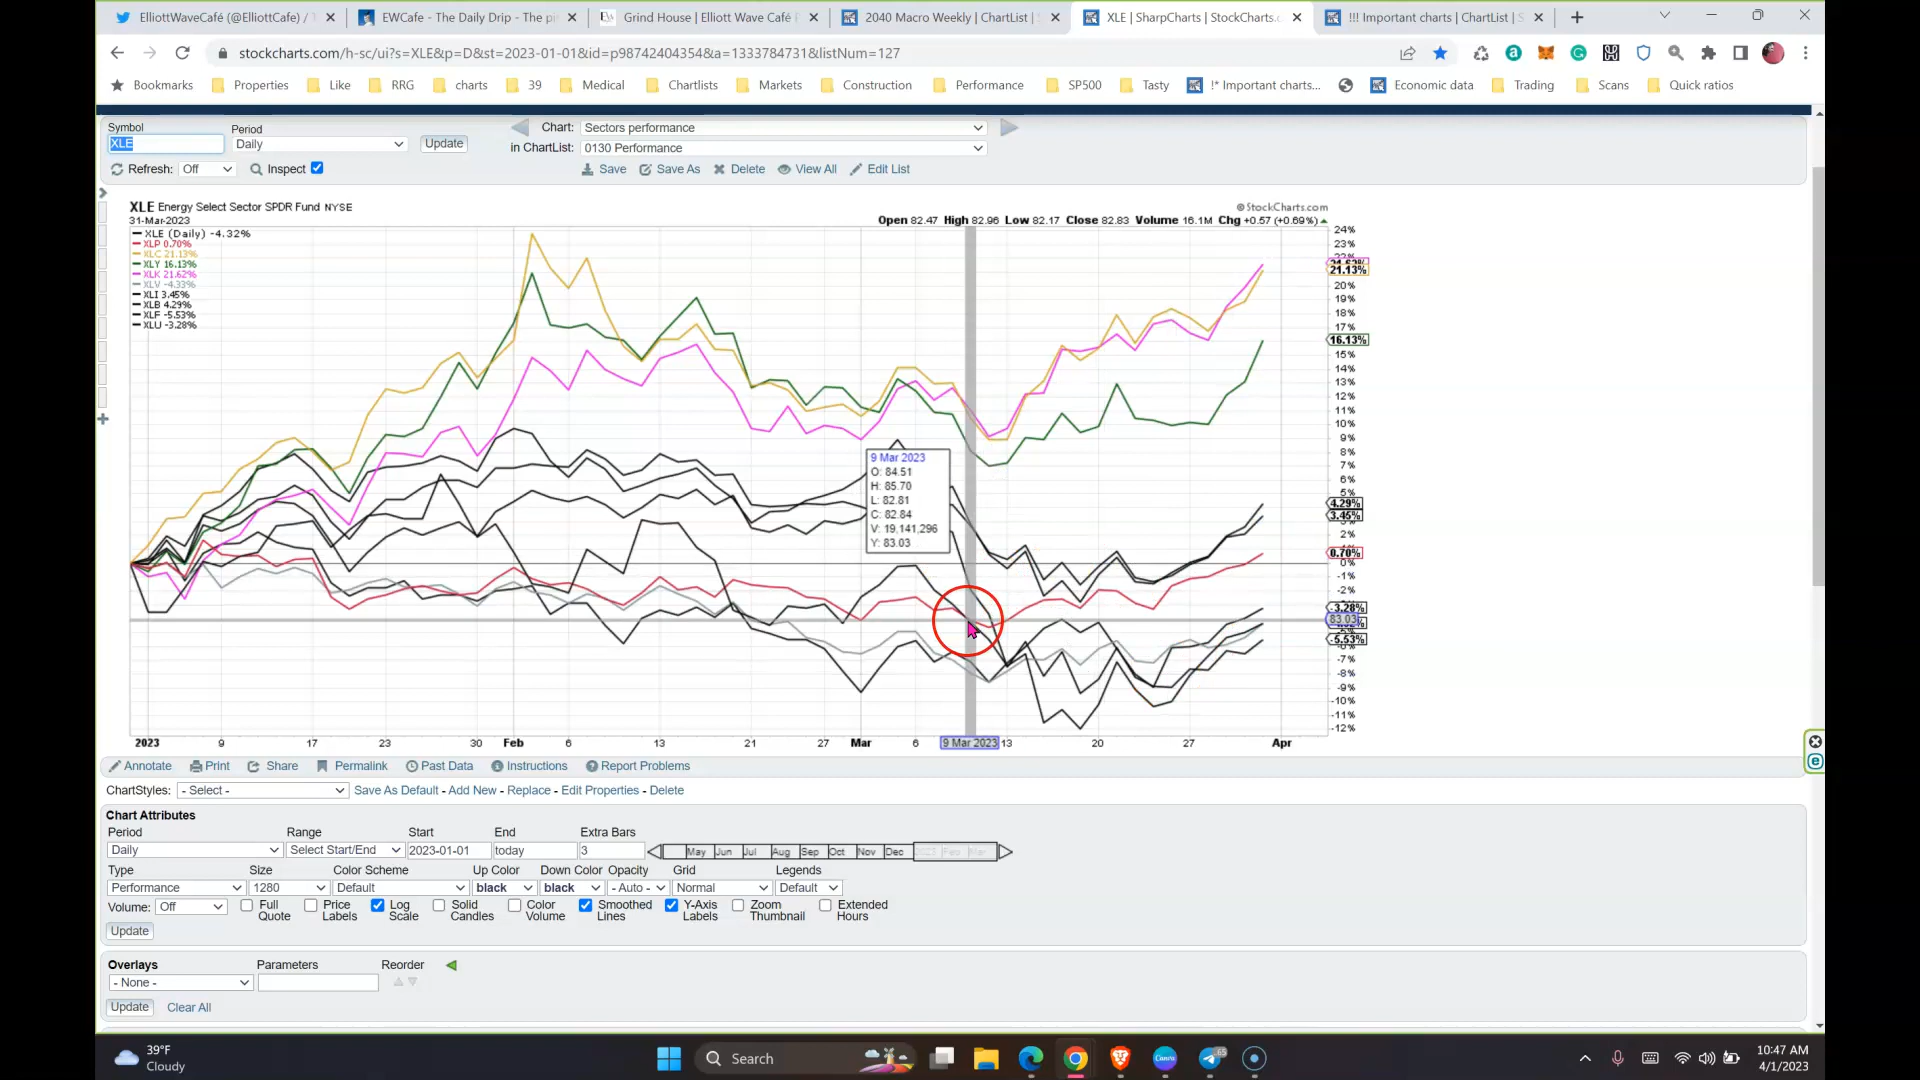 ElliottWaveCafé (@ElliottCafe) / T
EWCafe - The Daily Drip - The pi
Grind House | Elliott Wave Café
2040 Macro Weekly | ChartList | S
XLE | SharpCharts | StockCharts.c
!!! Important charts | ChartList | S
stockcharts.com/h-sc/ui?s=XLE&p=D&st=2023-01-01&id=p98742404354&a=1333784731&listNum=127
Bookmarks Properties Like RRG charts 39 Medical Chartlists Markets Construction Performance SP500 Tasty !* Important charts... Economic data Trading Scans Quick ratios
Symbol Period Chart: Sectors performance
XLE Daily Update in ChartList: 0130 Performance
Refresh: Off Inspect Save Save As Delete View All Edit List
XLE Energy Select Sector SPDR Fund NYSE
© StockCharts.com
31-Mar-2023
Open 82.47 High 82.96 Low 82.17 Close 82.83 Volume 16.1M Chg +0.57 (+0.69%)
XLE (Daily) -4.32%
XLP 0.70%
XLC 21.13%
XLY 16.13%
XLK 21.62%
XLV -4.33%
XLI 3.45%
XLB 4.29%
XLF -5.53%
XLU -3.28%
24%
23%
21.13%
20%
19%
18%
17%
16.13%
15%
14%
13%
12%
11%
10%
9%
8%
7%
6%
5%
4.29%
3.45%
2%
0.70%
0%
-1%
-2%
-3.28%
83.03
-5.53%
-7%
-8%
-9%
-10%
-11%
-12%
9 Mar 2023
O: 84.51
H: 85.70
L: 82.81
C: 82.84
V: 19,141,296
Y: 83.03
2023 9 17 23 30 Feb 6 13 21 27 Mar 6 9 Mar 2023 13 20 27 Apr
Annotate Print Share Permalink Past Data Instructions Report Problems
ChartStyles: - Select - Save As Default - Add New - Replace - Edit Properties - Delete
Chart Attributes
Period Range Start End Extra Bars
Daily Select Start/End 2023-01-01 today 3 May Jun Jul Aug Sep Oct Nov Dec 2023 Feb Mar
Type Size Color Scheme Up Color Down Color Opacity Grid Legends
Performance 1280 Default black black - Auto - Normal Default
Volume: Off Full Quote Price Labels Log Scale Solid Candles Color Volume Smoothed Lines Y-Axis Labels Zoom Thumbnail Extended Hours
Update
Overlays Parameters Reorder
- None -
Update Clear All
39°F
Cloudy
Search
Canva
65
10:47 AM
4/1/2023